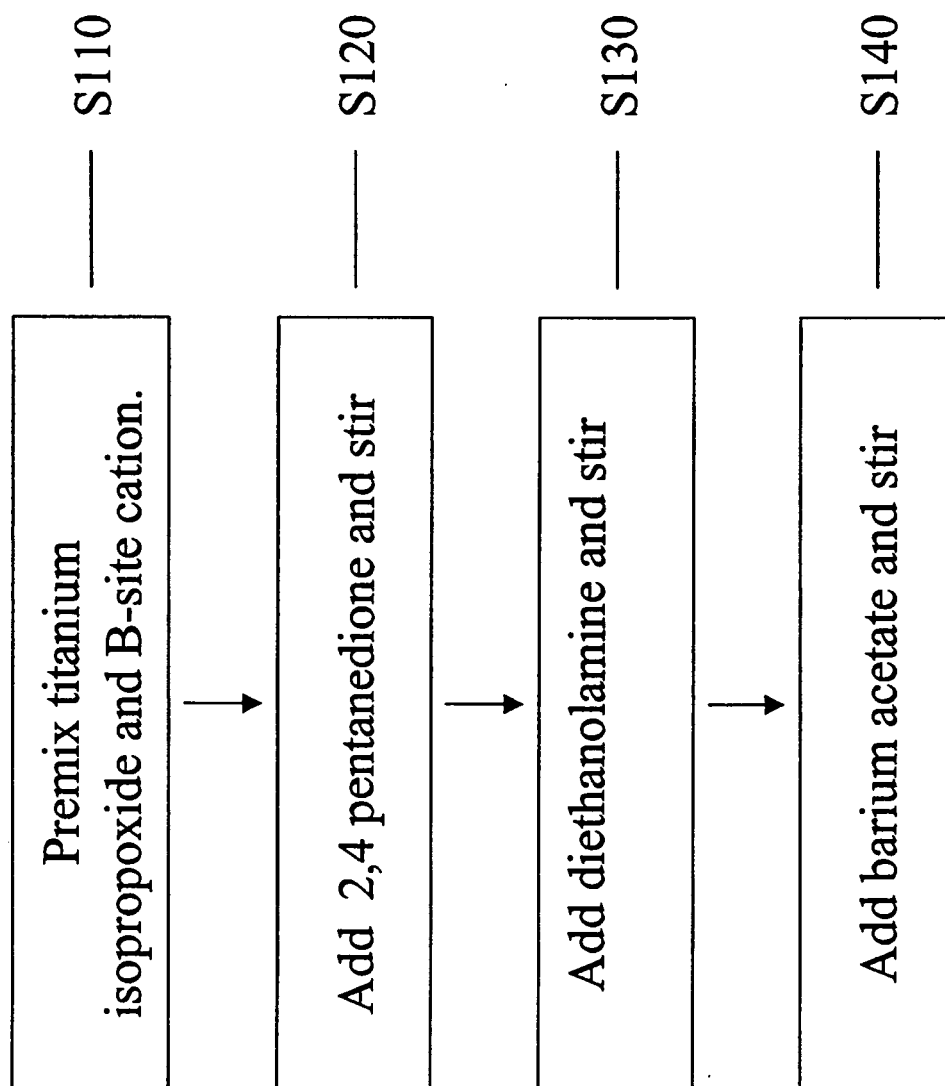 Premix titanium
isopropoxide and B-site cation.
S110
Add 2,4 pentanedione and stir
S120
Add diethanolamine and stir
S130
Add barium acetate and stir
S140